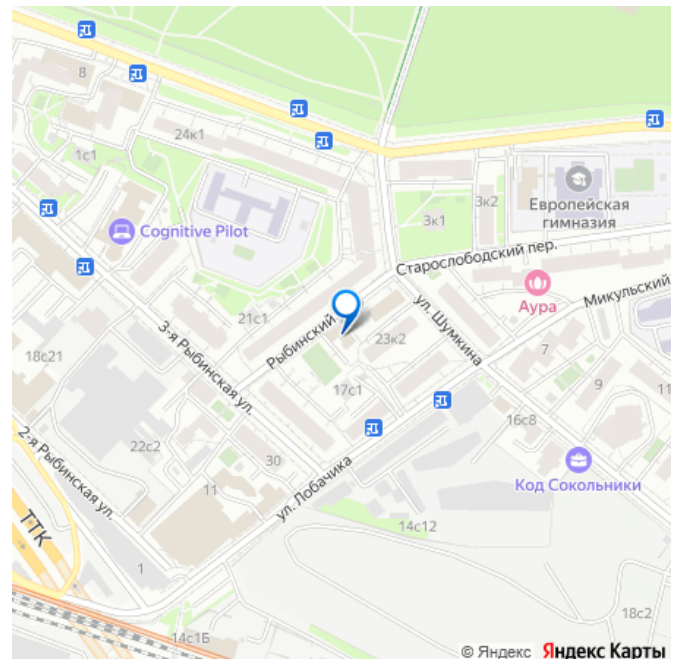 8
24к1
1с1
3к2
Европейская
гимназия
3к1
Cognitive Pilot
Старослободский пер.
Аура
Микульский
21с1
Рыбинский
ул. Шумкина
3-я Рыбинская ул.
23к2
7
18с21
17с1
9
11
16с8
22с2
2-я Рыбинская ул.
30
Код Сокольники
11
ул. Лобачика
ТТК
14с12
1
18с2
14с1Б
© Яндекс Яндекс Карты